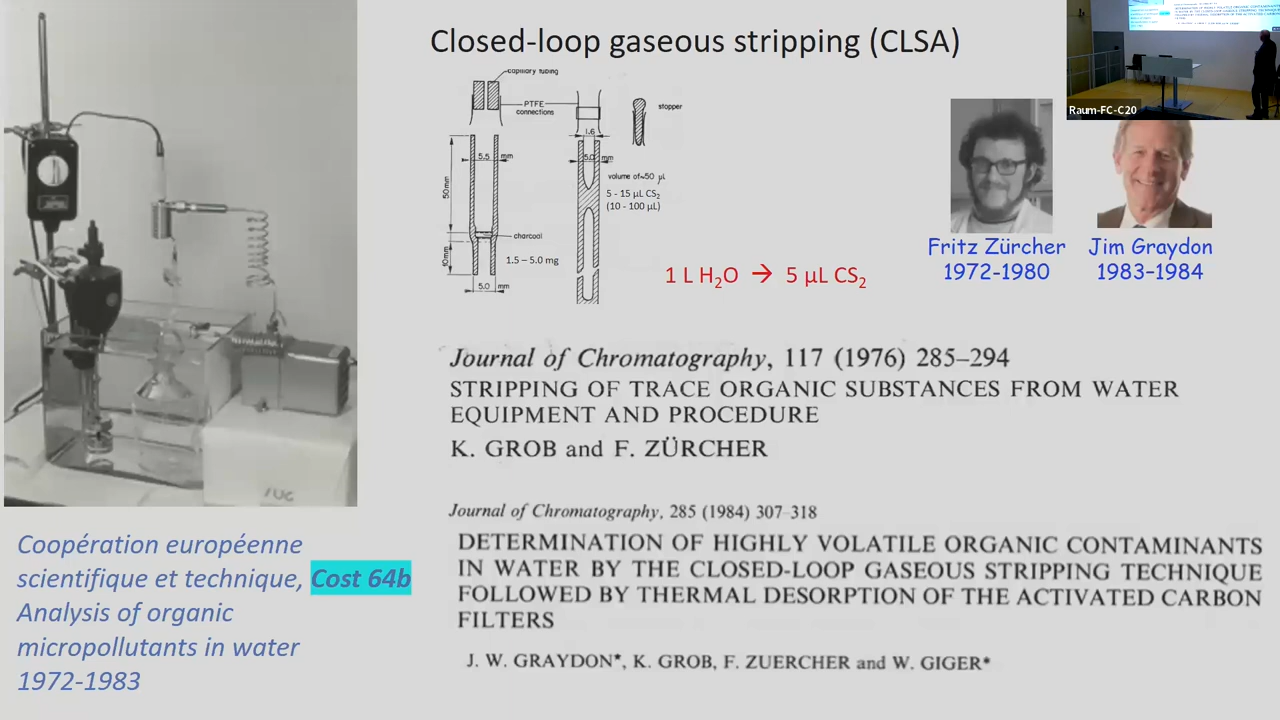 Closed-loop gaseous stripping (CLSA)
capillary tubing
PTFE
connections
stopper
1.6
5.5 mm
5.0 mm
volume of ~50 µL
5 - 15 µL CS2
(10 - 100 µL)
50mm
charcoal
1.5 – 5.0 mg
5.0 mm
1 L H2O → 5 µL CS2
Raum-FC-C20
Fritz Zürcher
1972-1980
Jim Graydon
1983–1984
Journal of Chromatography, 117 (1976) 285–294
STRIPPING OF TRACE ORGANIC SUBSTANCES FROM WATER
EQUIPMENT AND PROCEDURE
K. GROB and F. ZÜRCHER
Journal of Chromatography, 285 (1984) 307-318
DETERMINATION OF HIGHLY VOLATILE ORGANIC CONTAMINANTS
IN WATER BY THE CLOSED-LOOP GASEOUS STRIPPING TECHNIQUE
FOLLOWED BY THERMAL DESORPTION OF THE ACTIVATED CARBON
FILTERS
J. W. GRAYDON*, K. GROB, F. ZUERCHER and W. GIGER*
Coopération européenne
scientifique et technique, Cost 64b
Analysis of organic
micropollutants in water
1972-1983